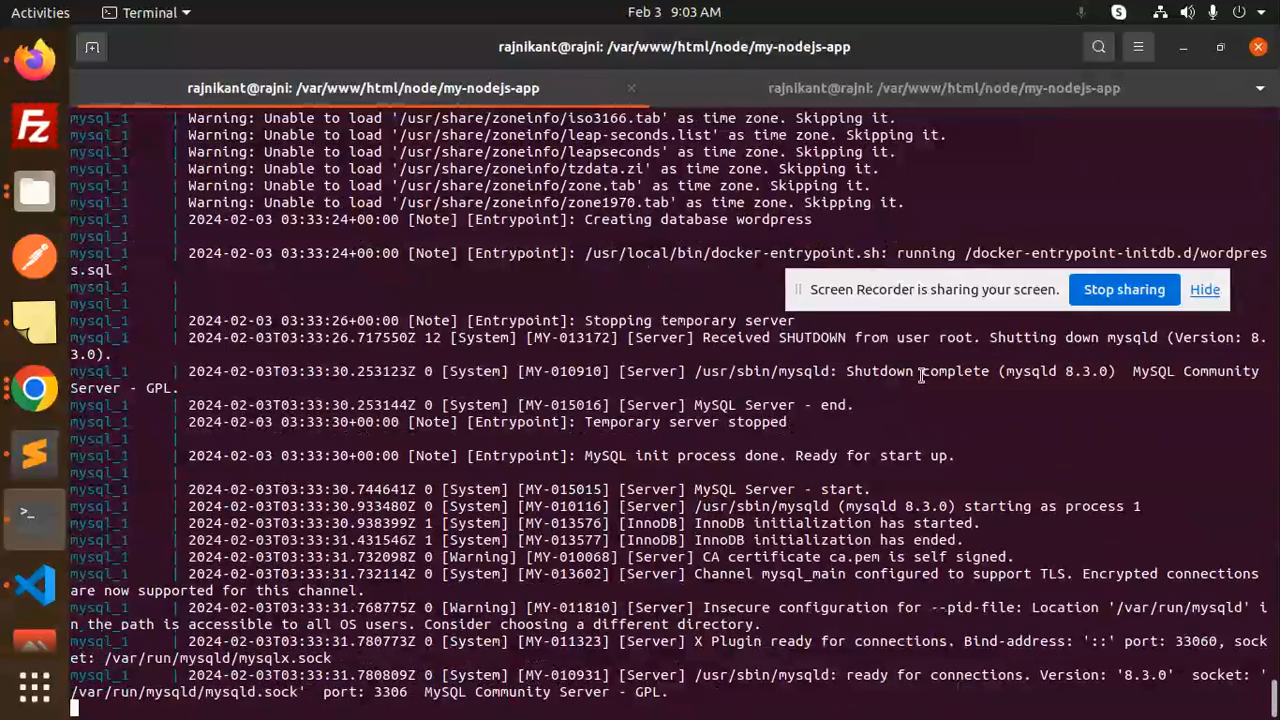 Activities Terminal Feb 3 9:03 AM
rajnikant@rajni: /var/www/html/node/my-nodejs-app
rajnikant@rajni: /var/www/html/node/my-nodejs-app rajnikant@rajni: /var/www/html/node/my-nodejs-app
mysql_1 | Warning: Unable to load '/usr/share/zoneinfo/iso3166.tab' as time zone. Skipping it.
mysql_1 | Warning: Unable to load '/usr/share/zoneinfo/leap-seconds.list' as time zone. Skipping it.
mysql_1 | Warning: Unable to load '/usr/share/zoneinfo/leapseconds' as time zone. Skipping it.
mysql_1 | Warning: Unable to load '/usr/share/zoneinfo/tzdata.zi' as time zone. Skipping it.
mysql_1 | Warning: Unable to load '/usr/share/zoneinfo/zone.tab' as time zone. Skipping it.
mysql_1 | Warning: Unable to load '/usr/share/zoneinfo/zone1970.tab' as time zone. Skipping it.
mysql_1 | 2024-02-03 03:33:24+00:00 [Note] [Entrypoint]: Creating database wordpress
mysql_1 |
mysql_1 | 2024-02-03 03:33:24+00:00 [Note] [Entrypoint]: /usr/local/bin/docker-entrypoint.sh: running /docker-entrypoint-initdb.d/wordpres
s.sql
mysql_1 |
Screen Recorder is sharing your screen. Stop sharing Hide
mysql_1 |
mysql_1 | 2024-02-03 03:33:26+00:00 [Note] [Entrypoint]: Stopping temporary server
mysql_1 | 2024-02-03T03:33:26.717550Z 12 [System] [MY-013172] [Server] Received SHUTDOWN from user root. Shutting down mysqld (Version: 8.
3.0).
mysql_1 | 2024-02-03T03:33:30.253123Z 0 [System] [MY-010910] [Server] /usr/sbin/mysqld: Shutdown complete (mysqld 8.3.0)  MySQL Community
Server - GPL.
mysql_1 | 2024-02-03T03:33:30.253144Z 0 [System] [MY-015016] [Server] MySQL Server - end.
mysql_1 | 2024-02-03 03:33:30+00:00 [Note] [Entrypoint]: Temporary server stopped
mysql_1 |
mysql_1 | 2024-02-03 03:33:30+00:00 [Note] [Entrypoint]: MySQL init process done. Ready for start up.
mysql_1 |
mysql_1 | 2024-02-03T03:33:30.744641Z 0 [System] [MY-015015] [Server] MySQL Server - start.
mysql_1 | 2024-02-03T03:33:30.933480Z 0 [System] [MY-010116] [Server] /usr/sbin/mysqld (mysqld 8.3.0) starting as process 1
mysql_1 | 2024-02-03T03:33:30.938399Z 1 [System] [MY-013576] [InnoDB] InnoDB initialization has started.
mysql_1 | 2024-02-03T03:33:31.431546Z 1 [System] [MY-013577] [InnoDB] InnoDB initialization has ended.
mysql_1 | 2024-02-03T03:33:31.732098Z 0 [Warning] [MY-010068] [Server] CA certificate ca.pem is self signed.
mysql_1 | 2024-02-03T03:33:31.732114Z 0 [System] [MY-013602] [Server] Channel mysql_main configured to support TLS. Encrypted connections
are now supported for this channel.
mysql_1 | 2024-02-03T03:33:31.768775Z 0 [Warning] [MY-011810] [Server] Insecure configuration for --pid-file: Location '/var/run/mysqld' i
n the path is accessible to all OS users. Consider choosing a different directory.
mysql_1 | 2024-02-03T03:33:31.780773Z 0 [System] [MY-011323] [Server] X Plugin ready for connections. Bind-address: '::' port: 33060, sock
et: /var/run/mysqld/mysqlx.sock
mysql_1 | 2024-02-03T03:33:31.780809Z 0 [System] [MY-010931] [Server] /usr/sbin/mysqld: ready for connections. Version: '8.3.0'  socket: '
/var/run/mysqld/mysqld.sock'  port: 3306  MySQL Community Server - GPL.